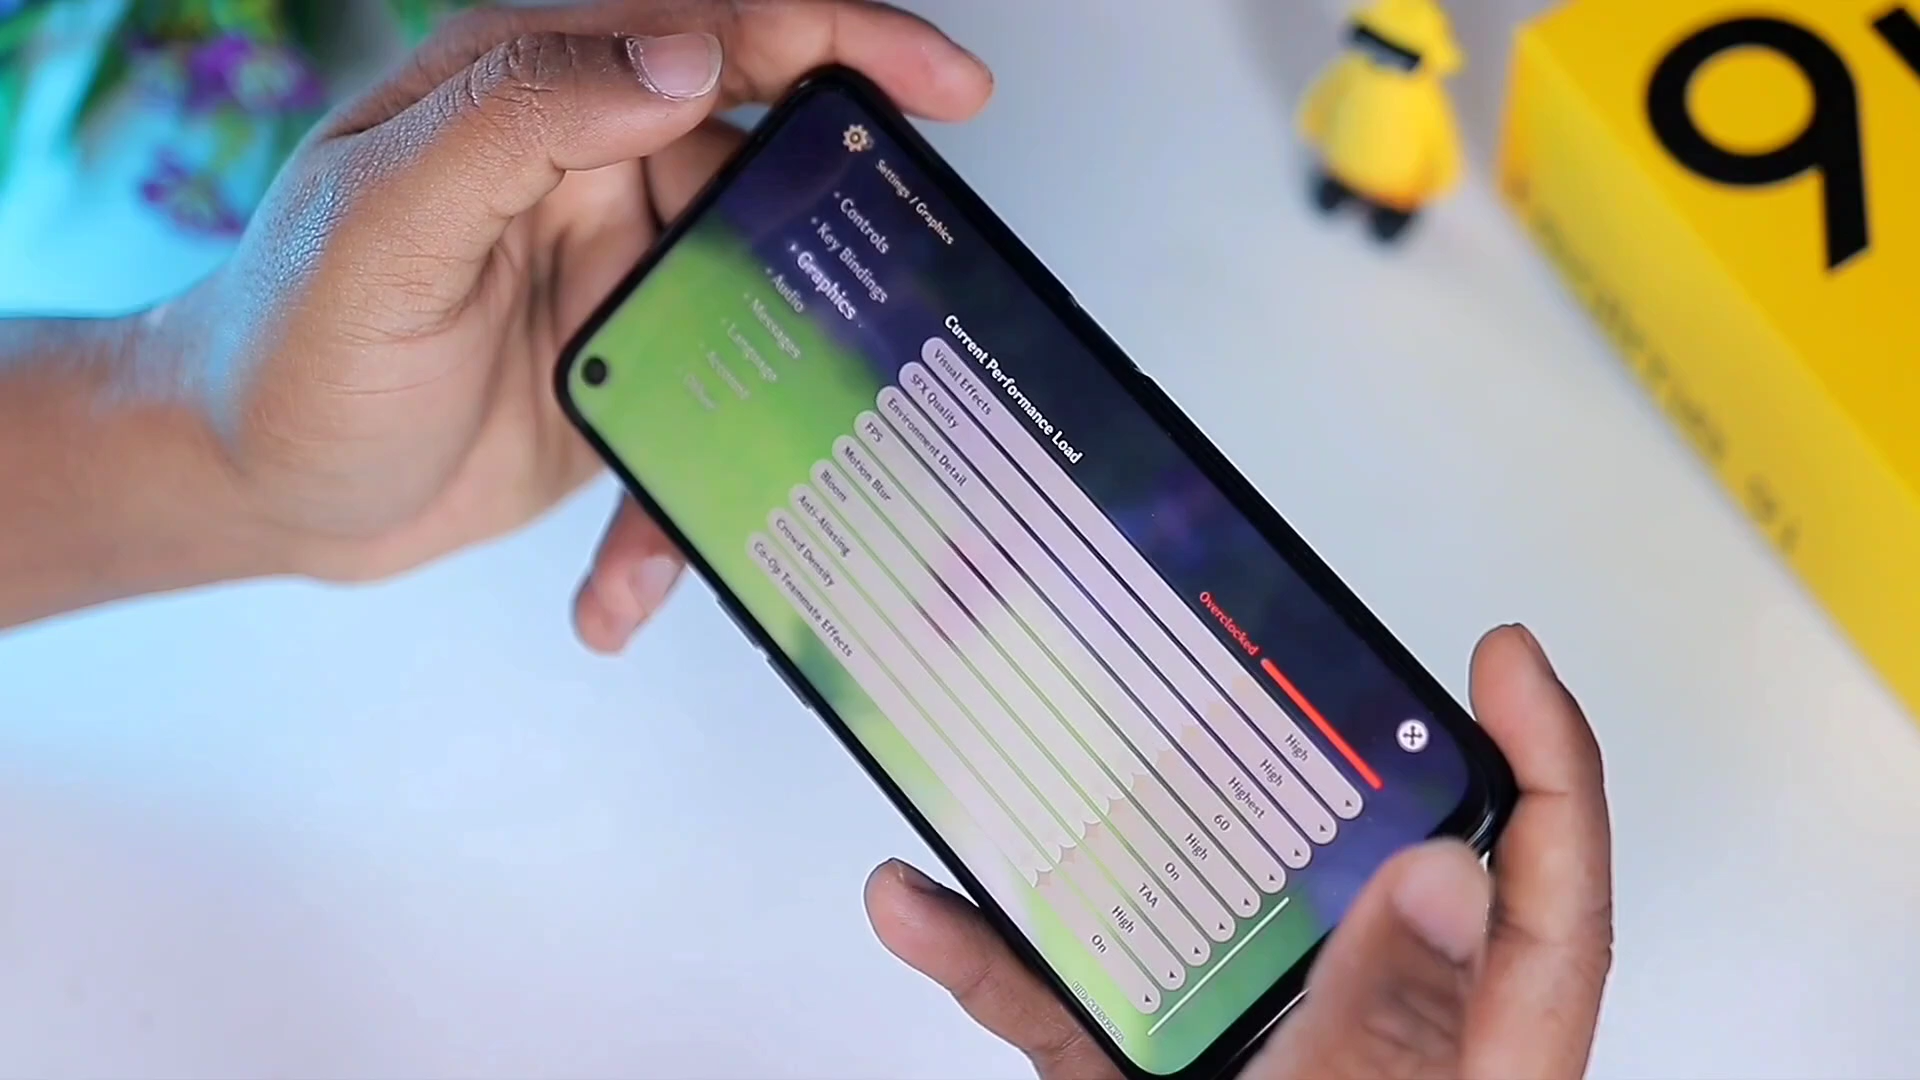 Settings / Graphics
Controls
Key Bindings
Graphics
Audio
Messages
Language
Account
Other
Current Performance Load
Overclocked
Visual Effects High
SFX Quality High
Environment Detail Highest
FPS 60
Motion Blur High
Bloom On
Anti-Aliasing TAA
Crowd Density High
Co-Op Teammate Effects On
9